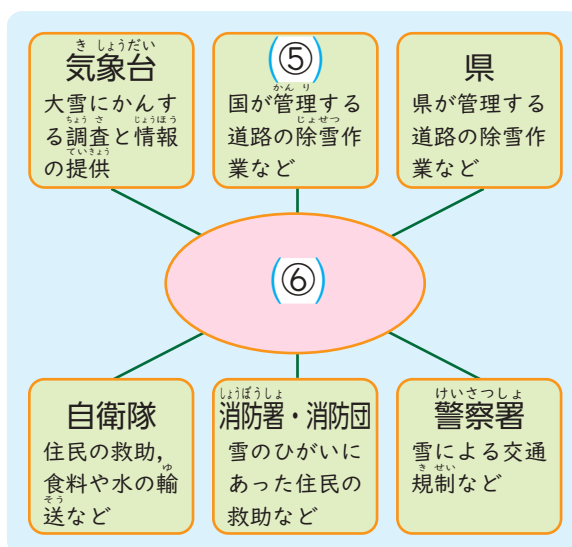 気象台
大雪にかんす
る調査と情報
の提供
(⑤)
国が管理する
道路の除雪作
業など
県
県が管理する
道路の除雪作
業など
(⑥)
自衛隊
住民の救助,
食料や水の輸
送など
消防署・消防団
雪のひがいに
あった住民の
救助など
警察署
雪による交通
規制など